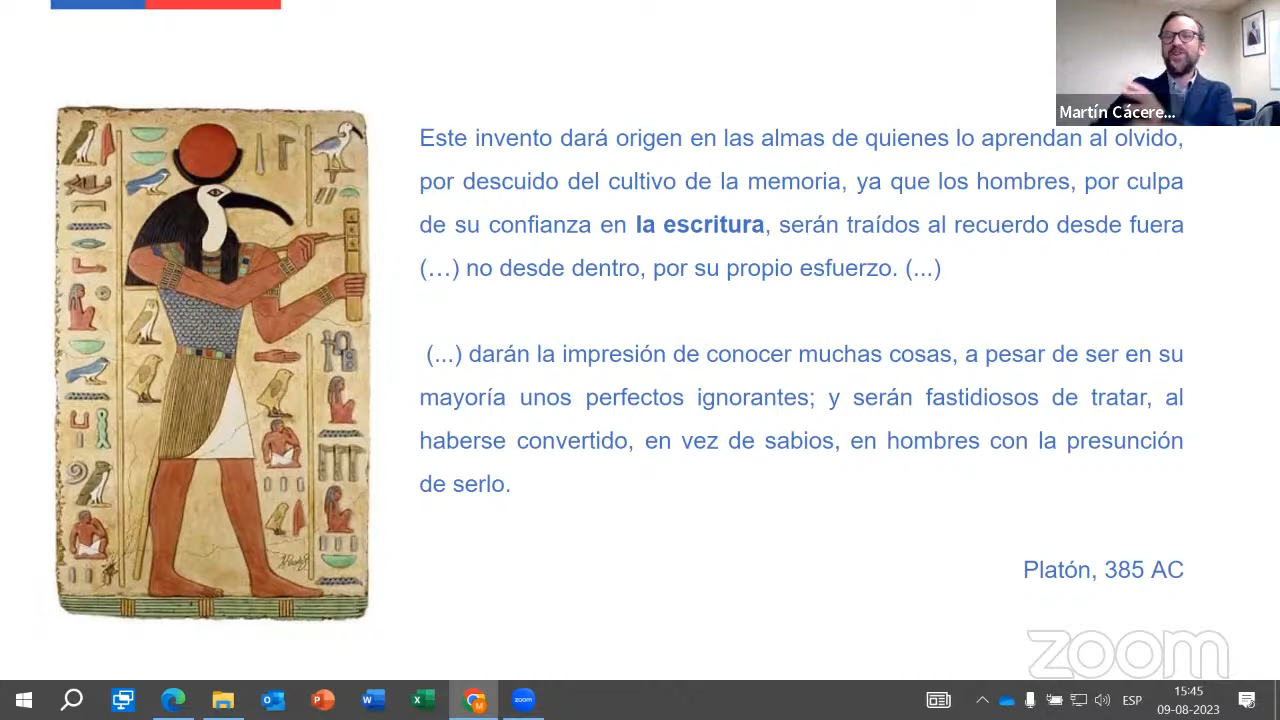 Martín Cácere...
Este invento dará origen en las almas de quienes lo aprendan al olvido,
por descuido del cultivo de la memoria, ya que los hombres, por culpa
de su confianza en la escritura, serán traídos al recuerdo desde fuera
(…) no desde dentro, por su propio esfuerzo. (...)
(...) darán la impresión de conocer muchas cosas, a pesar de ser en su
mayoría unos perfectos ignorantes; y serán fastidiosos de tratar, al
haberse convertido, en vez de sabios, en hombres con la presunción
de serlo.
Platón, 385 AC
zoom
zoom
ESP
15:45
09-08-2023